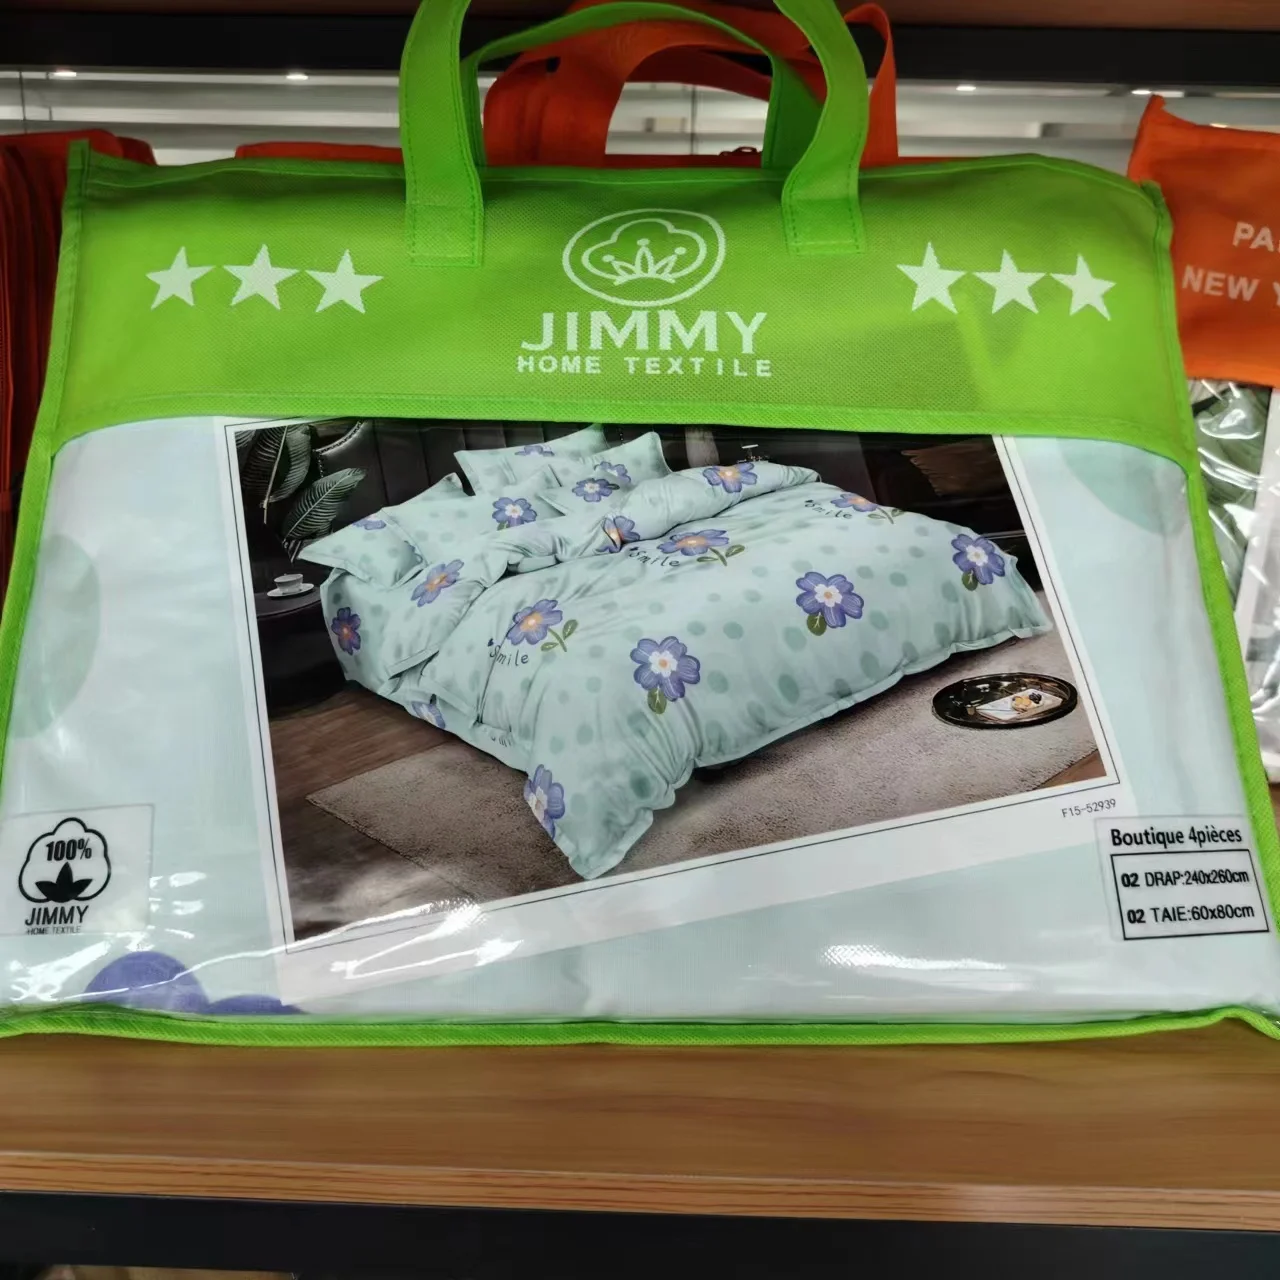 JIMMY
HOME TEXTILE
PA
NEW Y
Smile
Smile
Smile
F15-52939
100%
JIMMY
HOME TEXTILE
Boutique 4pièces
02 DRAP:240x260cm
02 TAIE:60x80cm